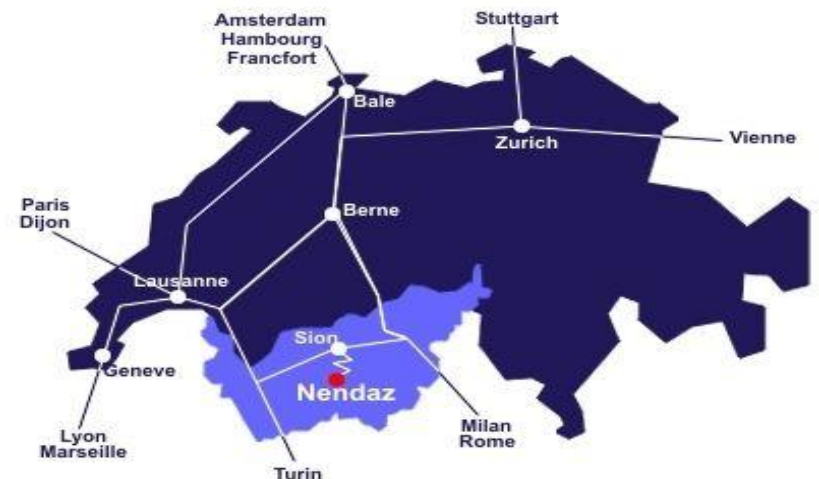 Amsterdam
Hambourg
Francfort
Stuttgart
Bale
Zurich
Vienne
Paris
Dijon
Berne
Lausanne
Sion
Geneve
Nendaz
Lyon
Marseille
Milan
Rome
Turin